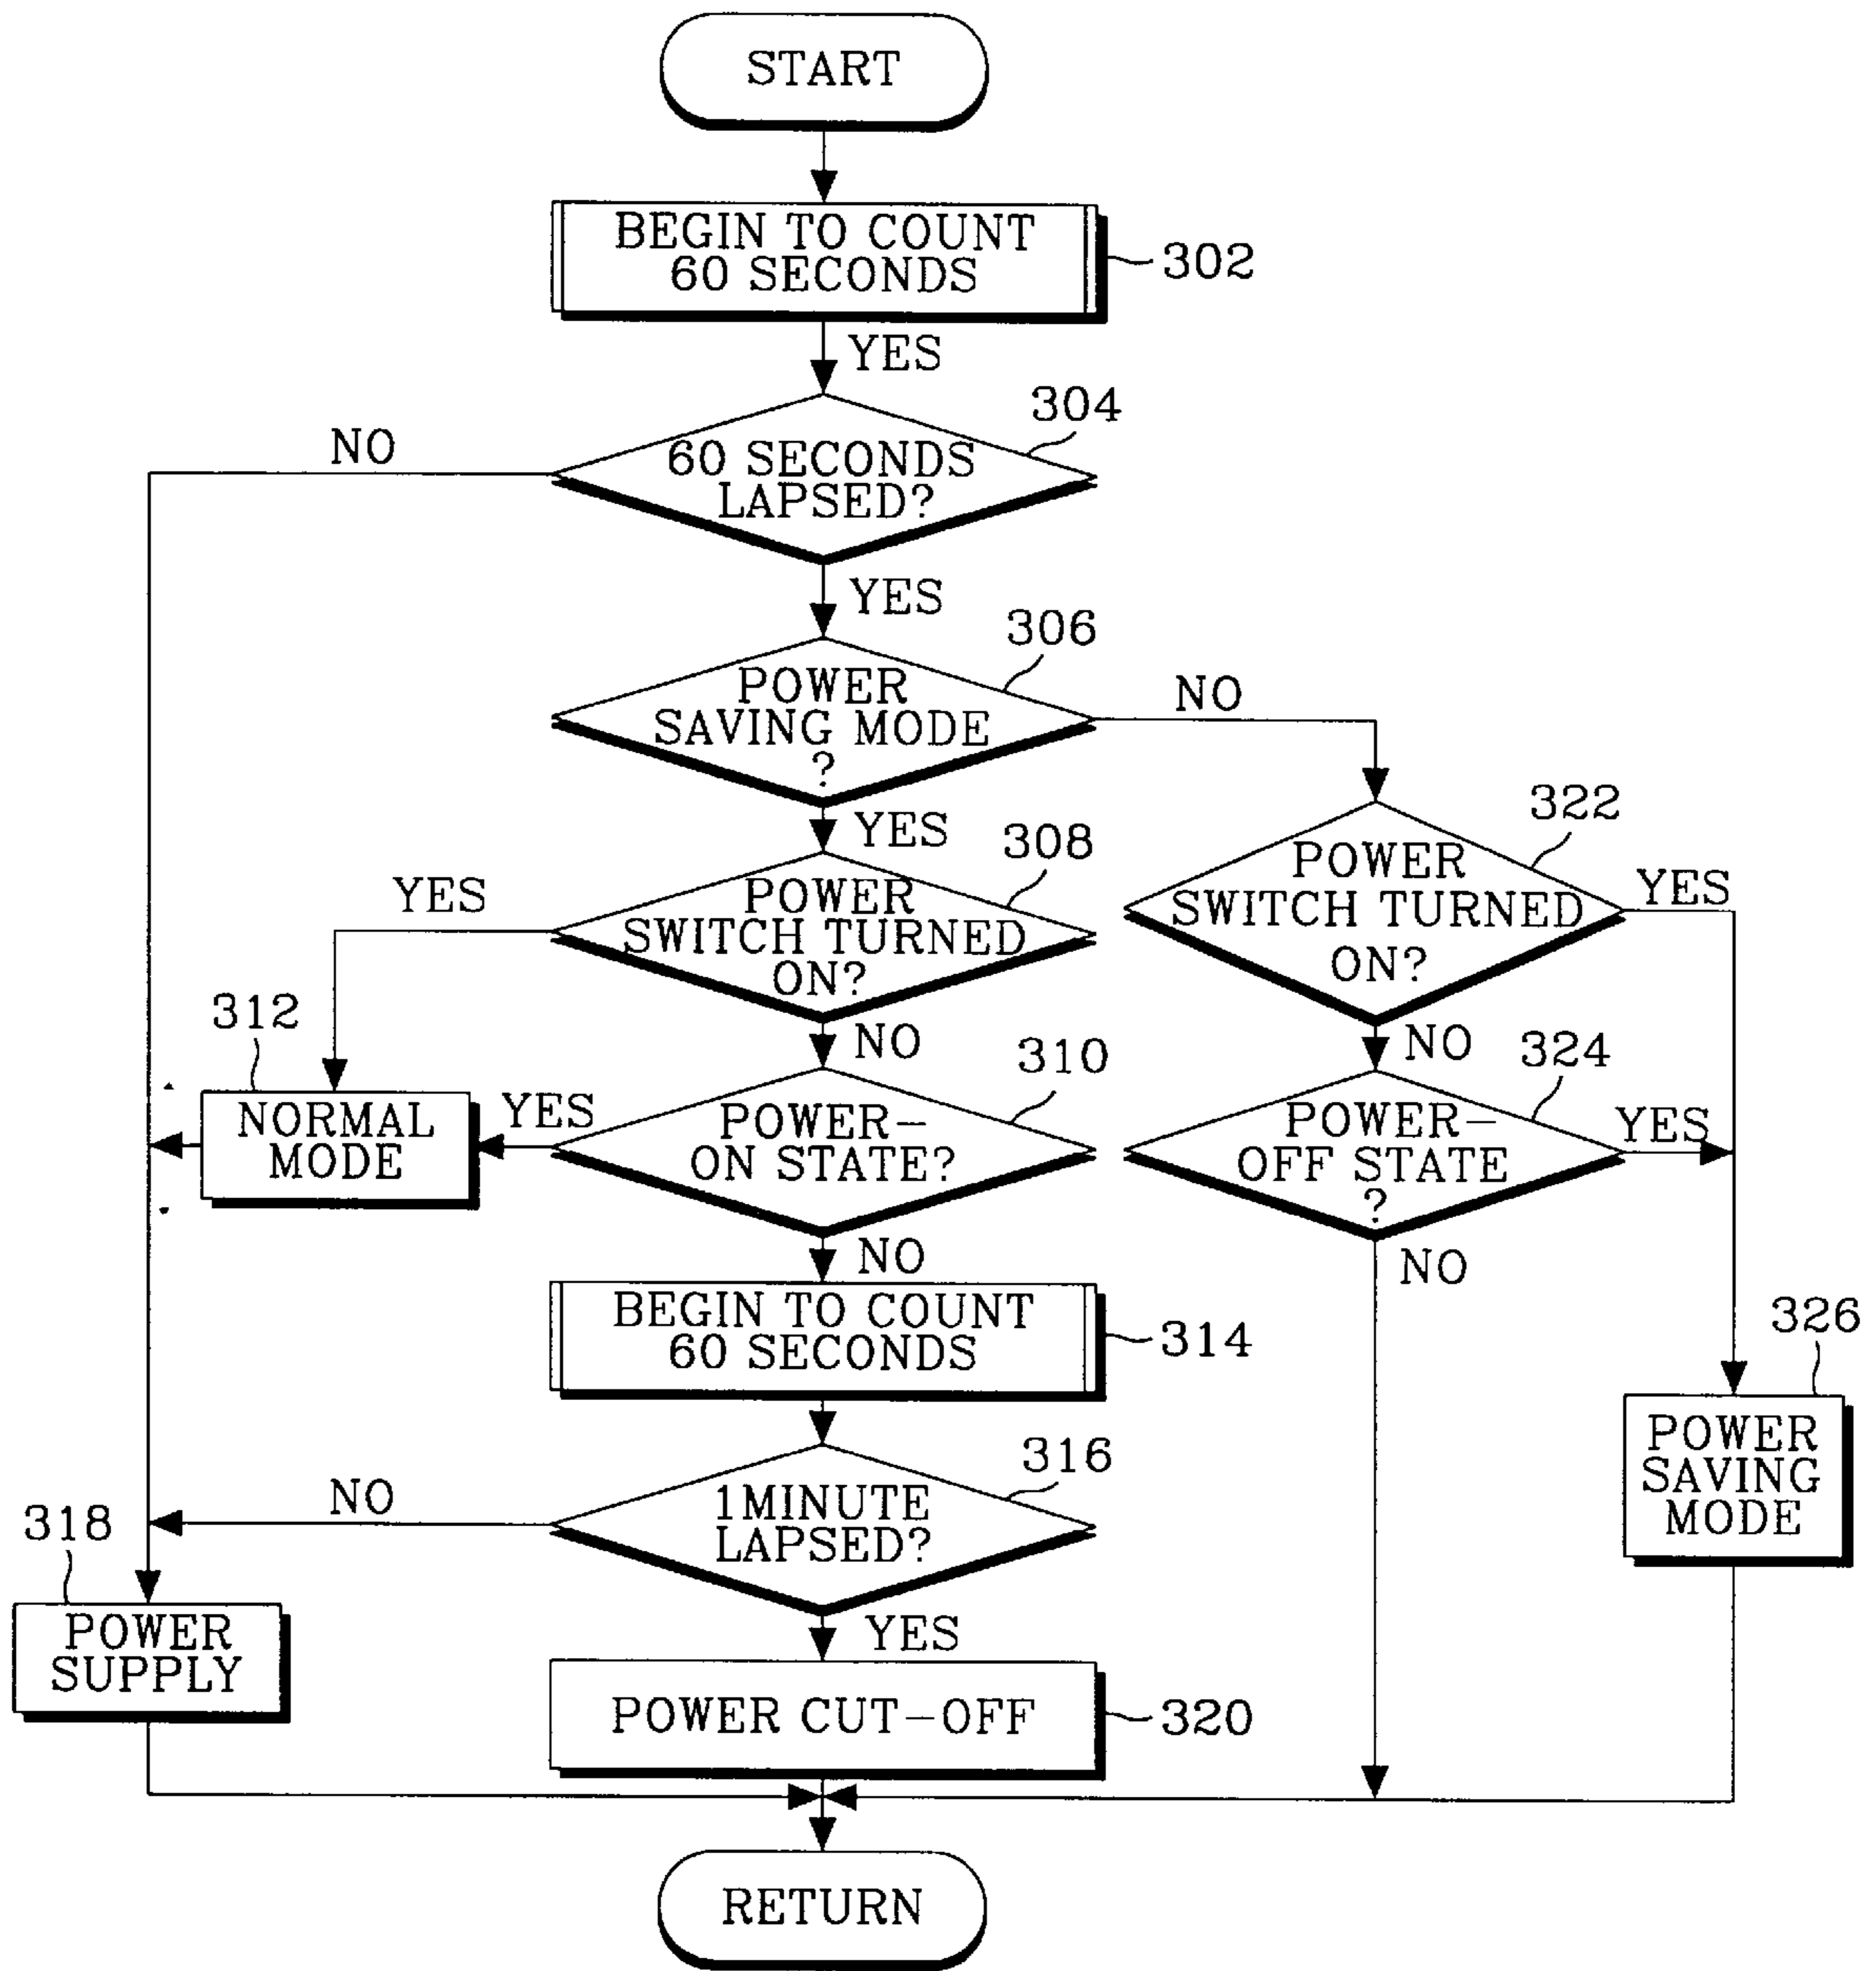 START
BEGIN TO COUNT
60 SECONDS
302
YES
304
NO
60 SECONDS
LAPSED?
YES
306
POWER
SAVING MODE
?
NO
YES
308
322
YES
POWER
SWITCH TURNED
ON?
POWER
SWITCH TURNED
ON?
YES
312
NO
310
NO
324
NORMAL
MODE
YES
POWER-
ON STATE?
POWER-
OFF STATE
?
YES
NO
NO
BEGIN TO COUNT
60 SECONDS
314
326
316
NO
1MINUTE
LAPSED?
POWER
SAVING
MODE
318
POWER
SUPPLY
YES
POWER CUT-OFF
320
RETURN